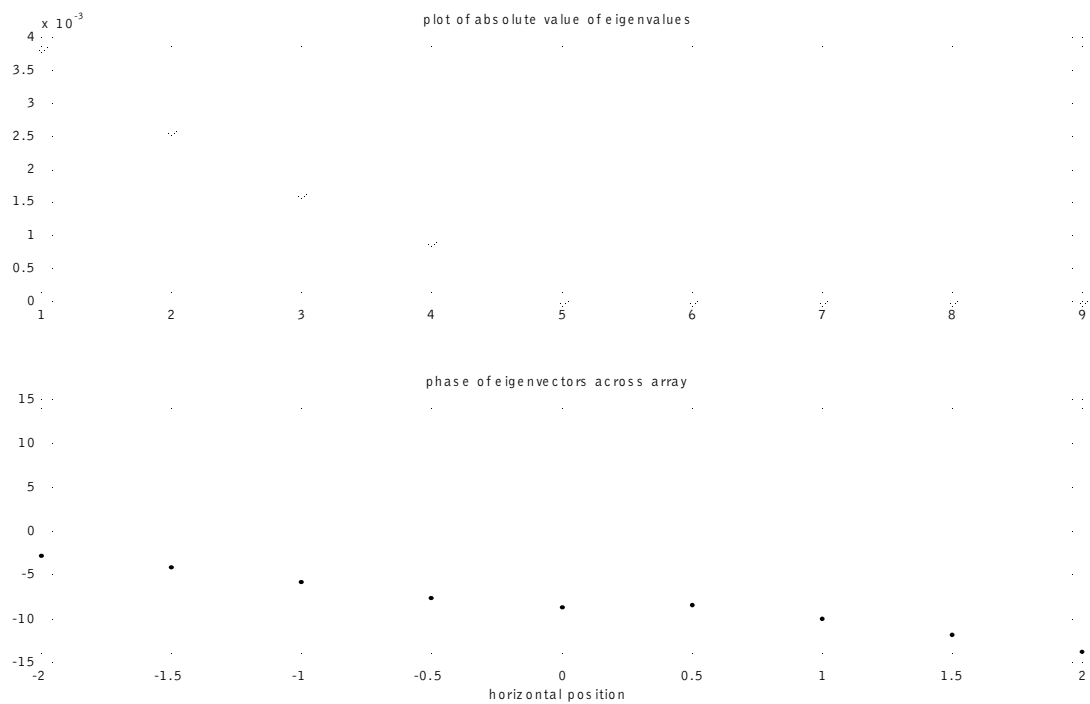 x 10^-3
plot of absolute value of eigenvalues
4
3.5
3
2.5
2
1.5
1
0.5
0
1 2 3 4 5 6 7 8 9
phase of eigenvectors across array
15
10
5
0
-5
-10
-15
-2 -1.5 -1 -0.5 0 0.5 1 1.5 2
horizontal position